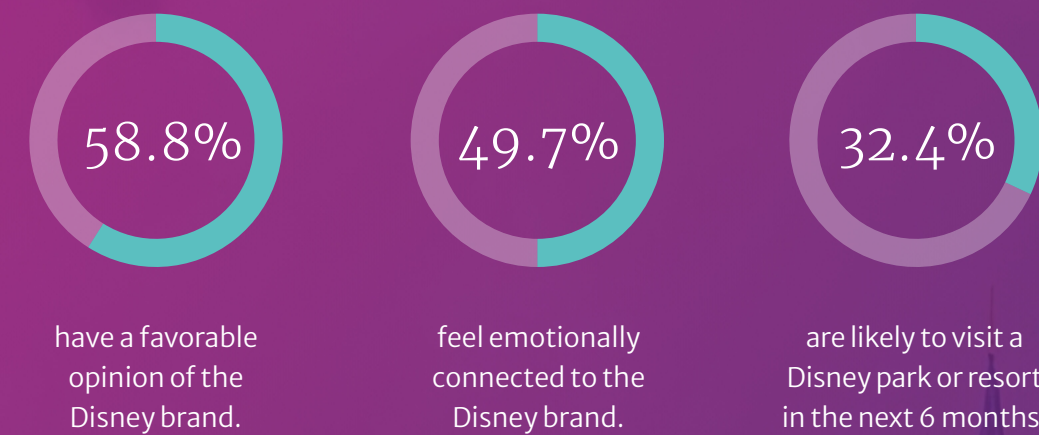 58.8%
49.7%
32.4%
have a favorable
opinion of the
Disney brand.
feel emotionally
connected to the
Disney brand.
are likely to visit a
Disney park or resort
in the next 6 months